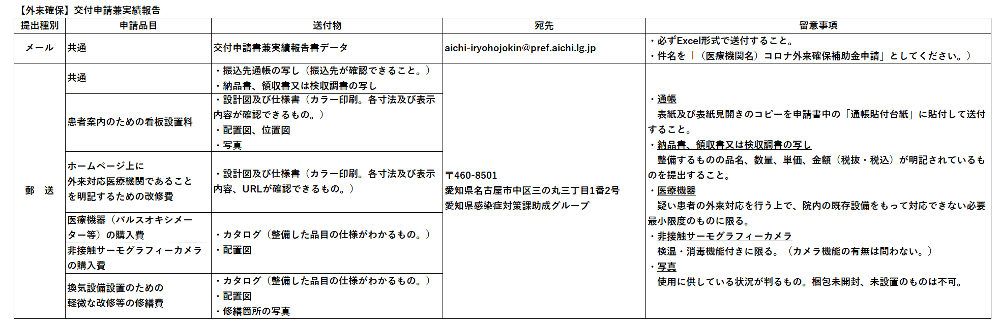 【外来確保】交付申請兼実績報告
提出種別
申請品目
送付物
宛先
留意事項
メール
共通
交付申請書兼実績報告書データ
aichi-iryohojokin@pref.aichi.lg.jp
・必ずExcel形式で送付すること。
・件名を「（医療機関名）コロナ外来確保補助金申請」としてください。）
郵　送
共通
・振込先通帳の写し（振込先が確認できること。）
・納品書、領収書又は検収調書の写し
患者案内のための看板設置料
・設計図及び仕様書（カラー印刷。各寸法及び表示
内容が確認できるもの。）
・配置図、位置図
・写真
ホームページ上に
外来対応医療機関であること
を明記するための改修費
・設計図及び仕様書（カラー印刷。各寸法及び表示
内容、URLが確認できるもの。）
医療機器（パルスオキシメー
ター等）の購入費
非接触サーモグラフィーカメラ
の購入費
・カタログ（整備した品目の仕様がわかるもの。）
・配置図
換気設備設置のための
軽微な改修等の修繕費
・カタログ（整備した品目の仕様がわかるもの。）
・配置図
・修繕箇所の写真
〒460-8501
愛知県名古屋市中区三の丸三丁目1番2号
愛知県感染症対策課助成グループ
・通帳
　表紙及び表紙見開きのコピーを申請書中の「通帳貼付台紙」に貼付して送付
すること。
・納品書、領収書又は検収調書の写し
　整備するものの品名、数量、単価、金額（税抜・税込）が明記されているも
のを提出すること。
・医療機器
　疑い患者の外来対応を行う上で、院内の既存設備をもって対応できない必要
最小限度のものに限る。
・非接触サーモグラフィーカメラ
　検温・消毒機能付きに限る。（カメラ機能の有無は問わない。）
・写真
　使用に供している状況が判るもの。梱包未開封、未設置のものは不可。